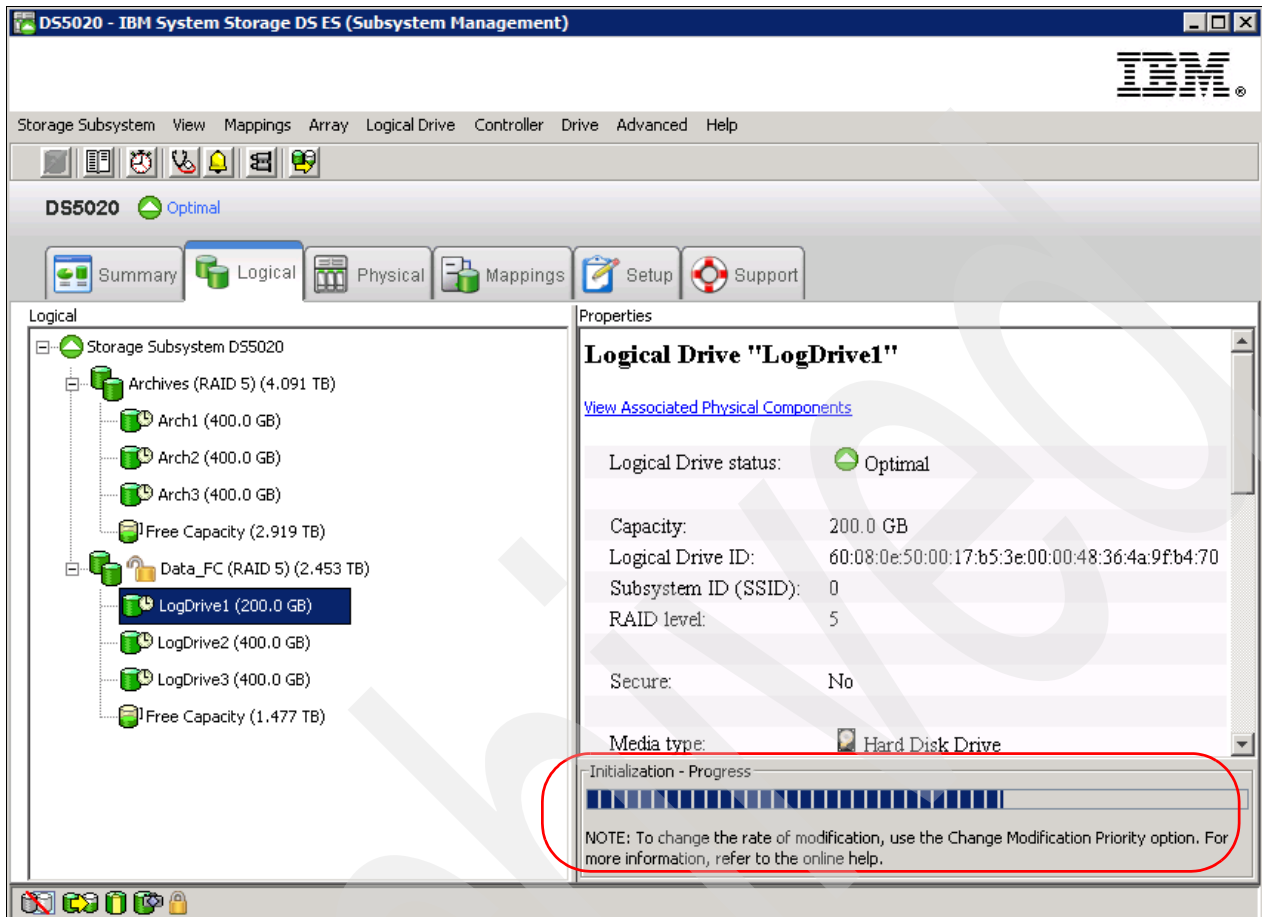 DS5020 - IBM System Storage DS ES (Subsystem Management)
IBM®
Storage Subsystem View Mappings Array Logical Drive Controller Drive Advanced Help
DS5020 Optimal
Summary Logical Physical Mappings Setup Support
Logical
Storage Subsystem DS5020
Archives (RAID 5) (4.091 TB)
Arch1 (400.0 GB)
Arch2 (400.0 GB)
Arch3 (400.0 GB)
Free Capacity (2.919 TB)
Data_FC (RAID 5) (2.453 TB)
LogDrive1 (200.0 GB)
LogDrive2 (400.0 GB)
LogDrive3 (400.0 GB)
Free Capacity (1.477 TB)
Properties
Logical Drive "LogDrive1"
View Associated Physical Components
Logical Drive status: Optimal
Capacity: 200.0 GB
Logical Drive ID: 60:08:0e:50:00:17:b5:3e:00:00:48:36:4a:9f:b4:70
Subsystem ID (SSID): 0
RAID level: 5
Secure: No
Media type: Hard Disk Drive
Initialization - Progress
NOTE: To change the rate of modification, use the Change Modification Priority option. For
more information, refer to the online help.